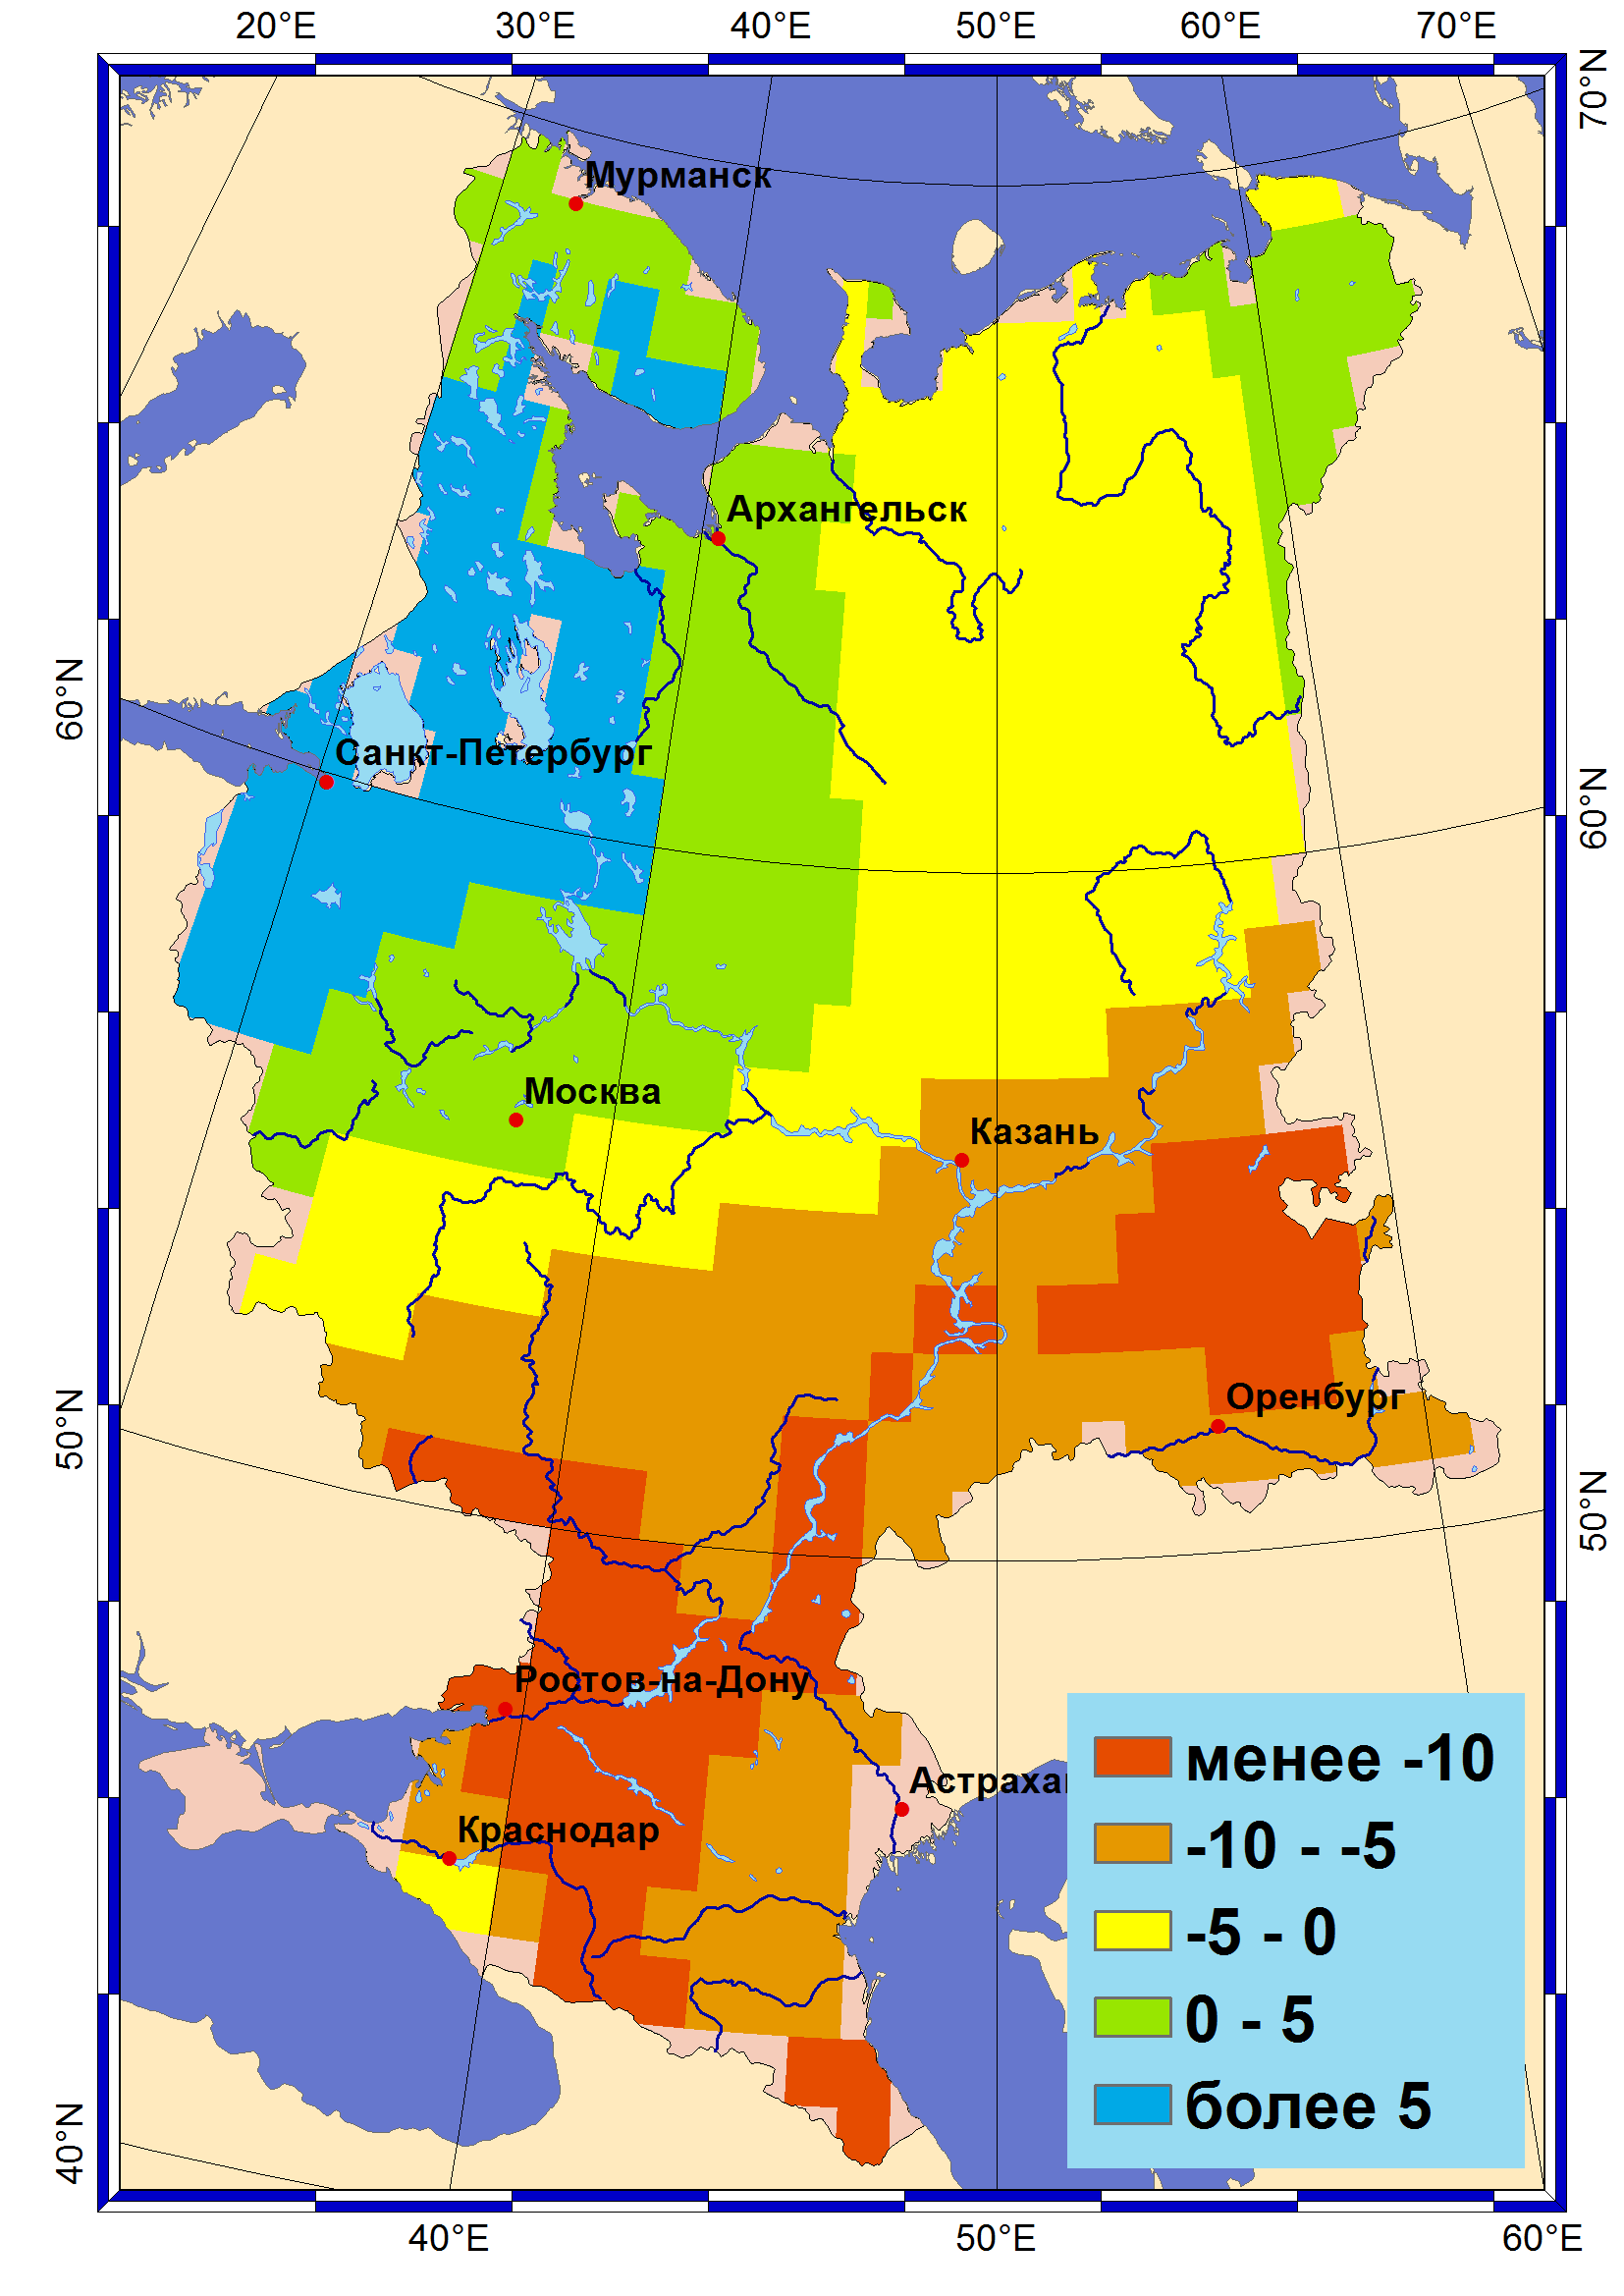 20°E 30°E 40°E 50°E 60°E 70°E
70°N
Мурманск
Архангельск
60°N
Санкт-Петербург
60°N
Москва
Казань
Оренбург
50°N
50°N
Ростов-на-Дону
менее -10
Астраха
-10 - -5
Краснодар
-5 - 0
0 - 5
более 5
40°N
40°E 50°E 60°E